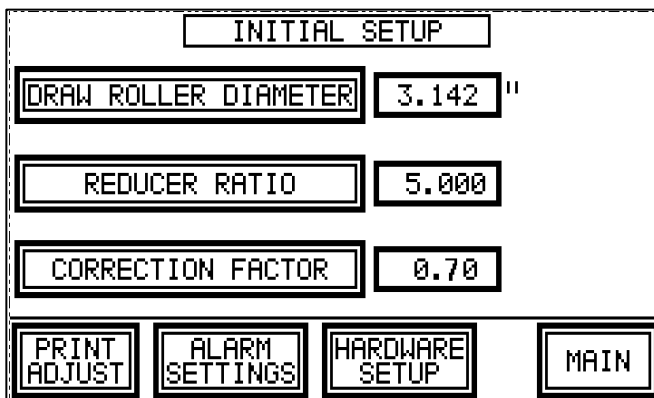 INITIAL SETUP
DRAW ROLLER DIAMETER 3.142 "
REDUCER RATIO 5.000
CORRECTION FACTOR 0.70
PRINT ADJUST
ALARM SETTINGS
HARDWARE SETUP
MAIN